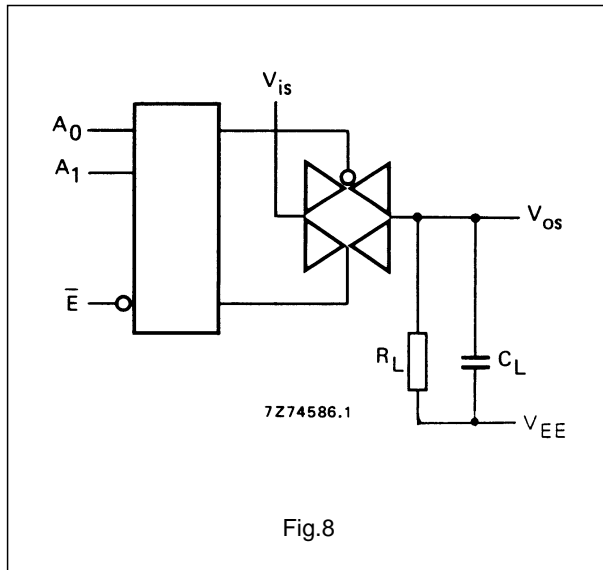 V_is
A_0
A_1
V_os
E̅
R_L
C_L
7Z74586.1
V_EE
Fig.8